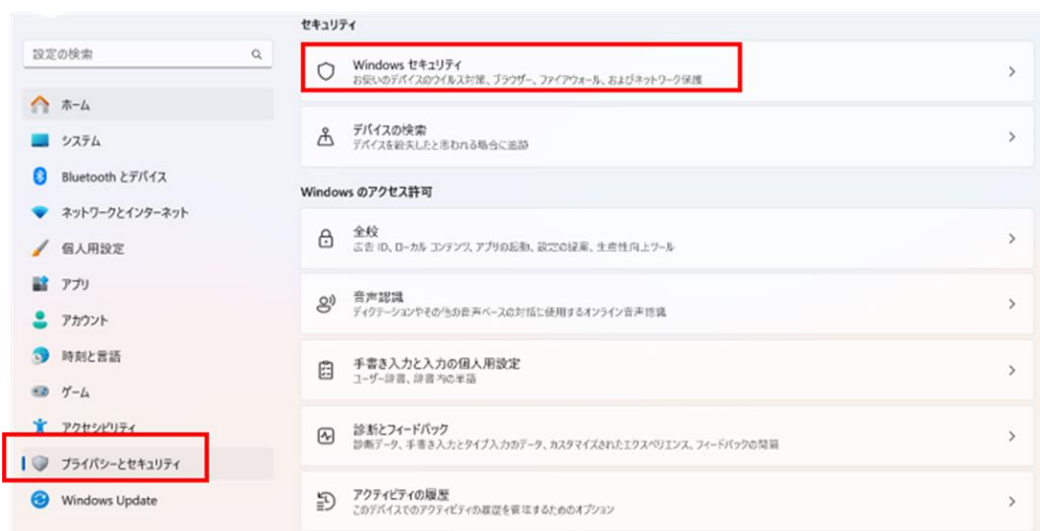 設定の検索
ホーム
システム
Bluetooth とデバイス
ネットワークとインターネット
個人用設定
アプリ
アカウント
時刻と言語
ゲーム
アクセシビリティ
プライバシーとセキュリティ
Windows Update
セキュリティ
Windows セキュリティ
お使いのデバイスのウイルス対策、ブラウザー、ファイアウォール、およびネットワーク保護
デバイスの検索
デバイスを紛失したと思われる場合に追跡
Windows のアクセス許可
全般
広告 ID、ローカル コンテンツ、アプリの起動、設定の提案、生産性向上ツール
音声認識
ディクテーションやその他の音声ベースの対話に使用するオンライン音声認識
手書き入力と入力の個人用設定
ユーザー辞書、辞書内の単語
診断とフィードバック
診断データ、手書き入力とタイプ入力のデータ、カスタマイズされたエクスペリエンス、フィードバックの間隔
アクティビティの履歴
このデバイスでのアクティビティの履歴を管理するためのオプション